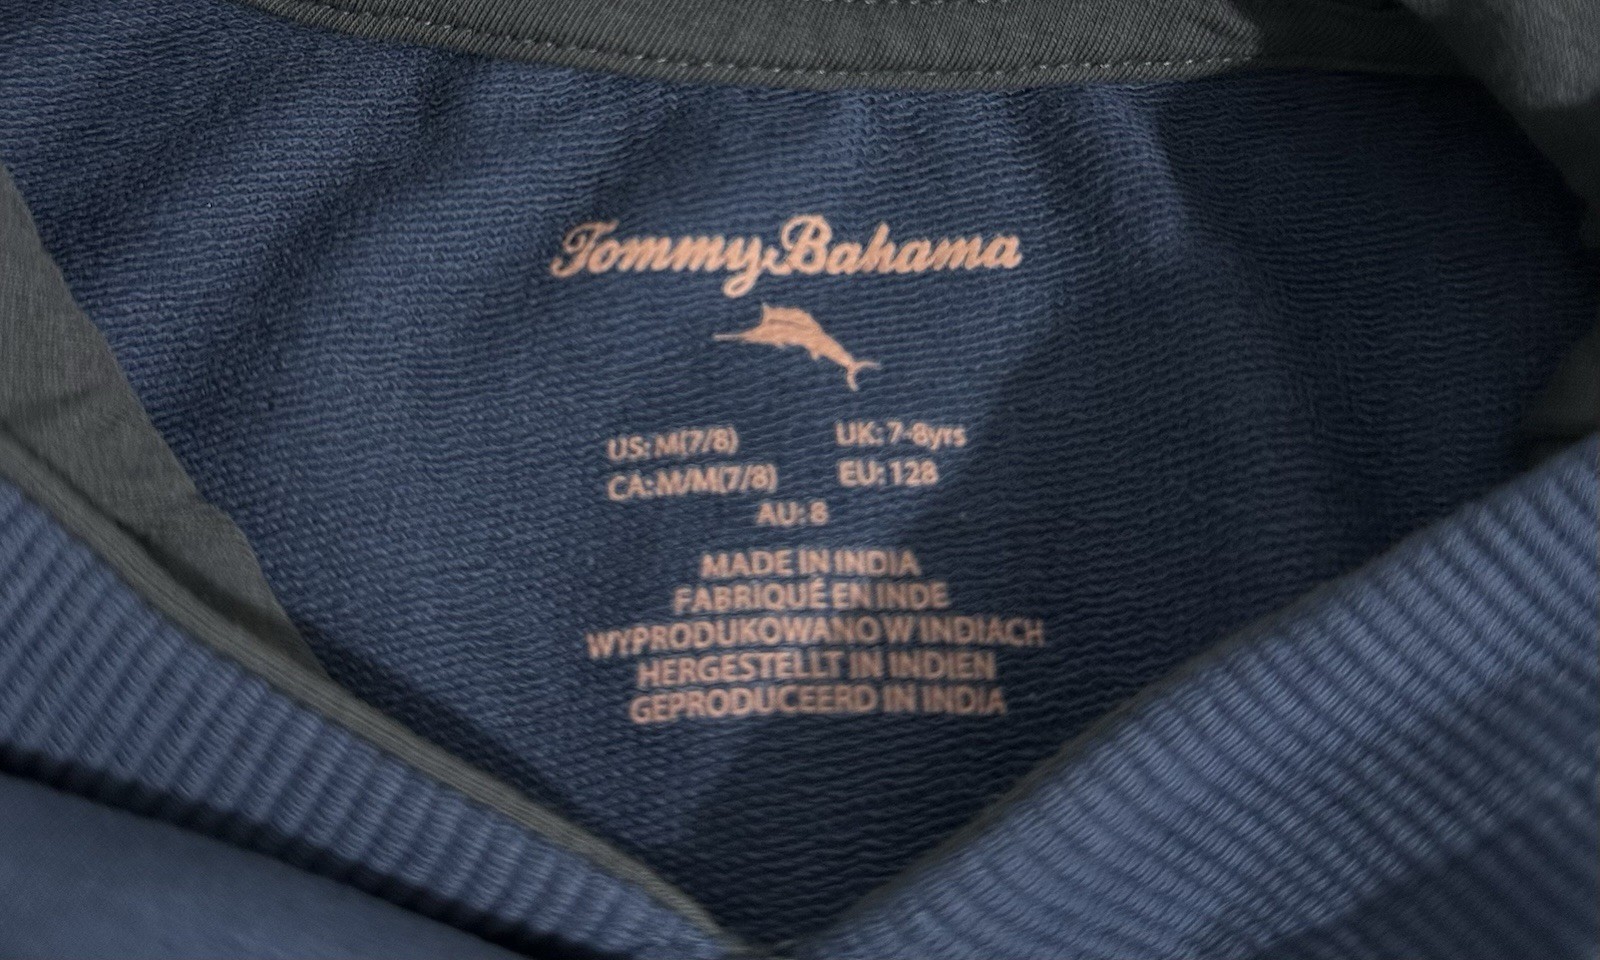 Tommy Bahama
US: M(7/8) UK: 7-8yrs
CA: M/M(7/8) EU: 128
AU: 8
MADE IN INDIA
FABRIQUÉ EN INDE
WYPRODUKOWANO W INDIACH
HERGESTELLT IN INDIEN
GEPRODUCEERD IN INDIA